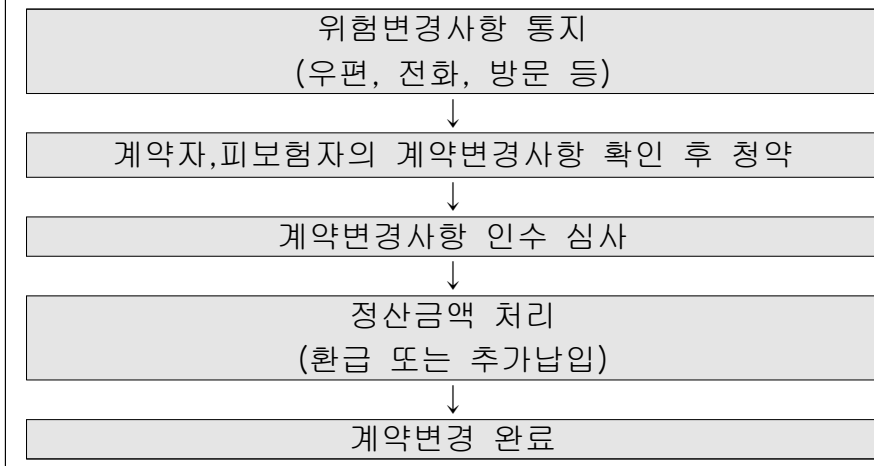 위험변경사항 통지
(우편, 전화, 방문 등)
↓
계약자,피보험자의 계약변경사항 확인 후 청약
↓
계약변경사항 인수 심사
↓
정산금액 처리
(환급 또는 추가납입)
↓
계약변경 완료